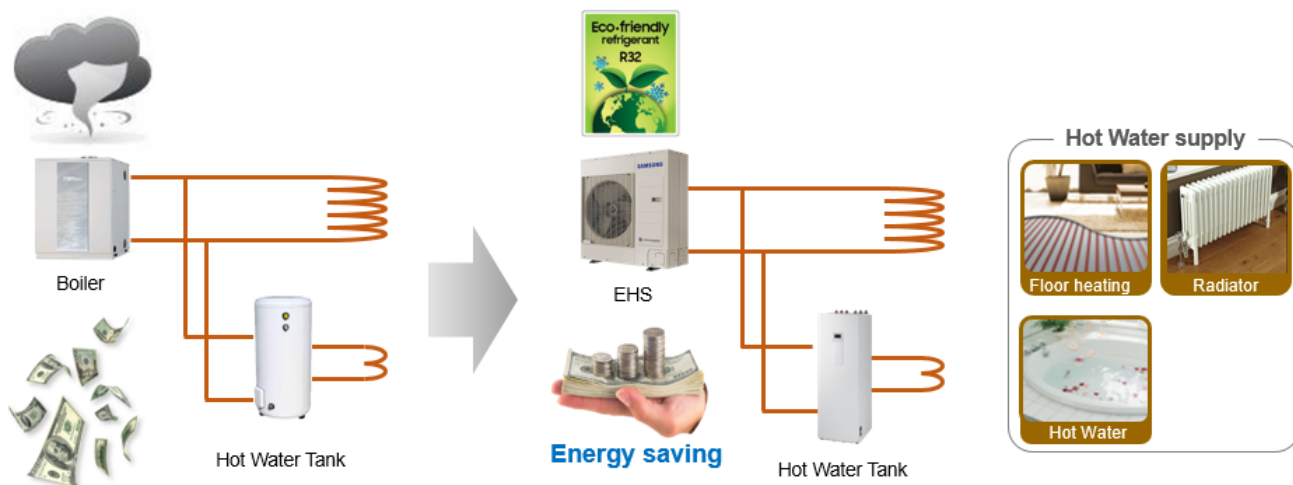 Eco-friendly
refrigerant
R32
Hot Water supply
SAMSUNG
Boiler
EHS
Floor heating
Radiator
Hot Water Tank
Energy saving
Hot Water Tank
Hot Water